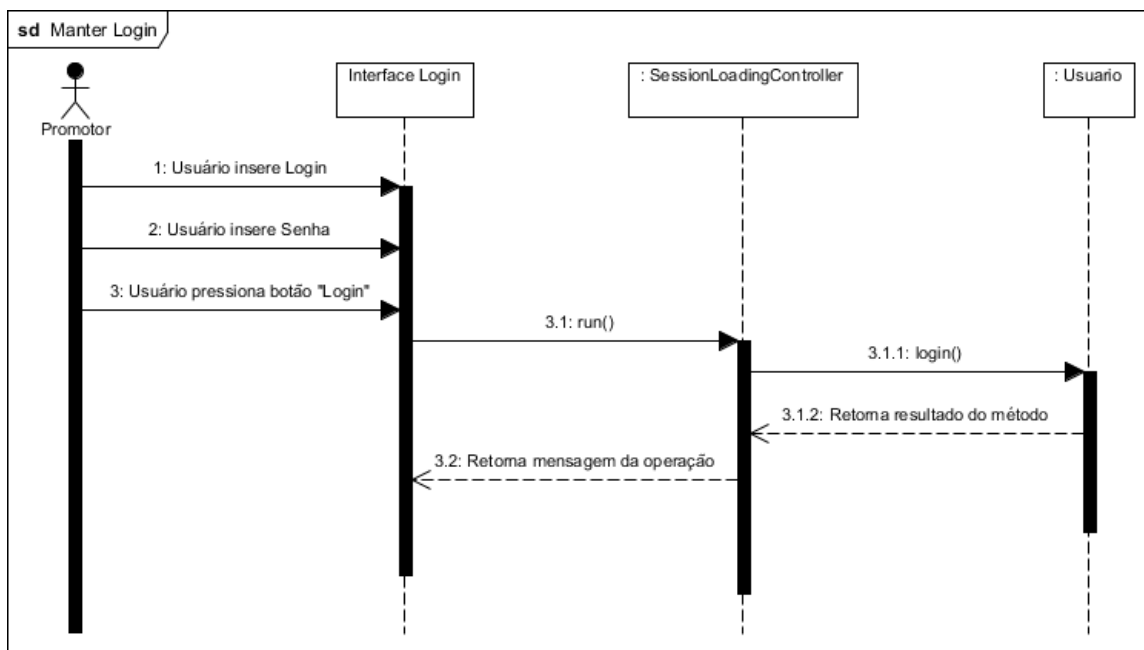 sd Manter Login
Promotor
Interface Login
: SessionLoadingController
: Usuario
1: Usuário insere Login
2: Usuário insere Senha
3: Usuário pressiona botão "Login"
3.1: run()
3.1.1: login()
3.1.2: Retorna resultado do método
3.2: Retorna mensagem da operação